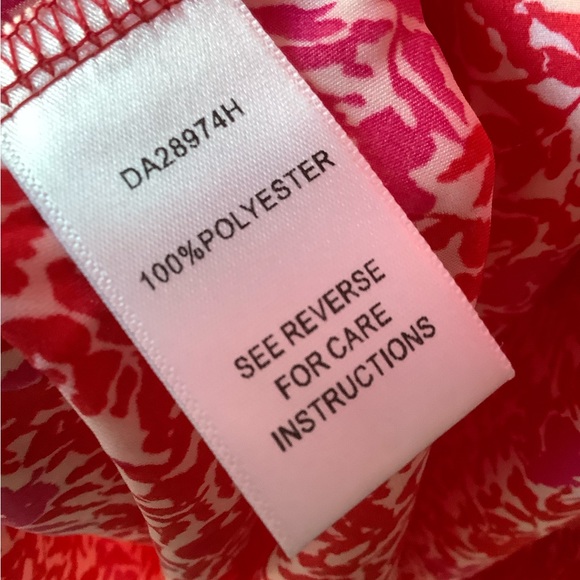 DA28974H
100%POLYESTER
SEE REVERSE
FOR CARE
INSTRUCTIONS